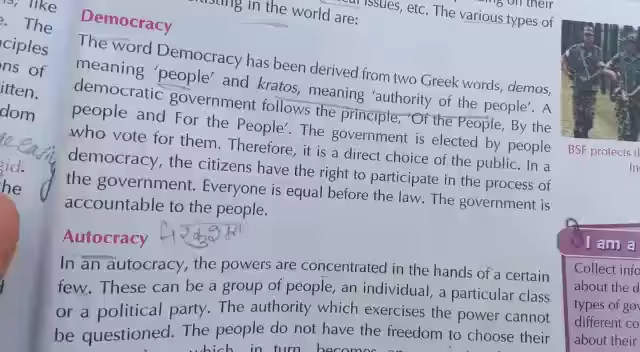 like
issues, etc. The various types of
in the world are:
The
ciples
ns of
itten.
dom
gid.
he
Democracy
The word Democracy has been derived from two Greek words, demos,
meaning 'people' and kratos, meaning 'authority of the people'. A
democratic government follows the principle, 'Of the People, By the
people and For the People'. The government is elected by people
who vote for them. Therefore, it is a direct choice of the public. In a
democracy, the citizens have the right to participate in the process of
the government. Everyone is equal before the law. The government is
accountable to the people.
Autocracy
In an autocracy, the powers are concentrated in the hands of a certain
few. These can be a group of people, an individual, a particular class
or a political party. The authority which exercises the power cannot
be questioned. The people do not have the freedom to choose their
which in turn becomes
BSF protects
I am a
Collect info
about the d
types of gov
different co
about their